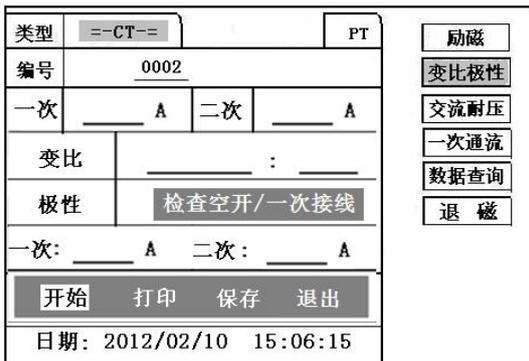 类型 =-CT-= PT
编号 0002
一次 A 二次 A
变比 :
极性 检查空开/一次接线
一次: A 二次: A
开始 打印 保存 退出
日期: 2012/02/10 15:06:15
励磁
变比极性
交流耐压
一次通流
数据查询
退 磁